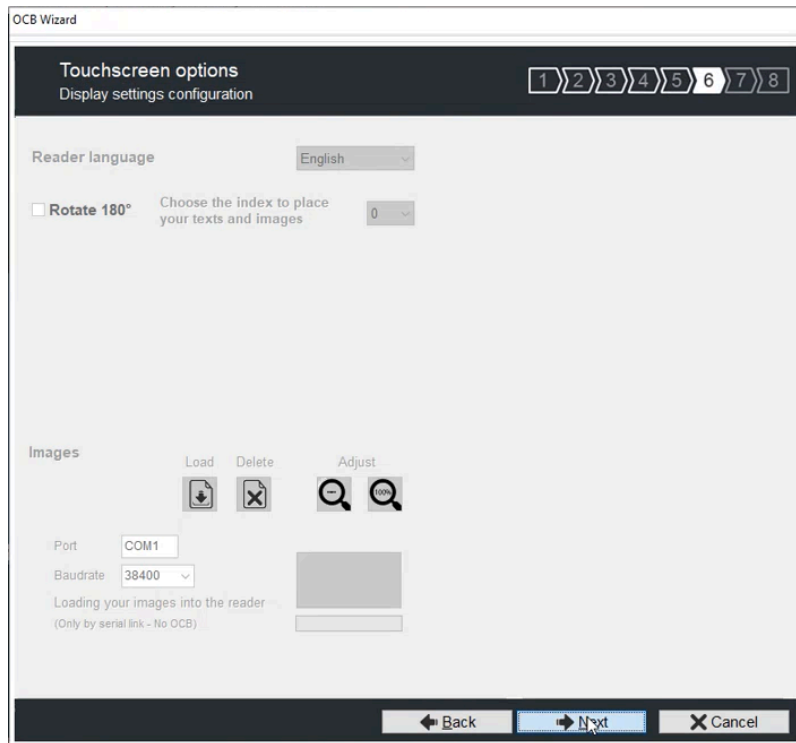 OCB Wizard
Touchscreen options
Display settings configuration
1 2 3 4 5 6 7 8
Reader language
English
Rotate 180°
Choose the index to place
your texts and images
0
Images
Load Delete Adjust
100%
Port COM1
Baudrate 38400
Loading your images into the reader
(Only by serial link - No OCB)
Back Next Cancel